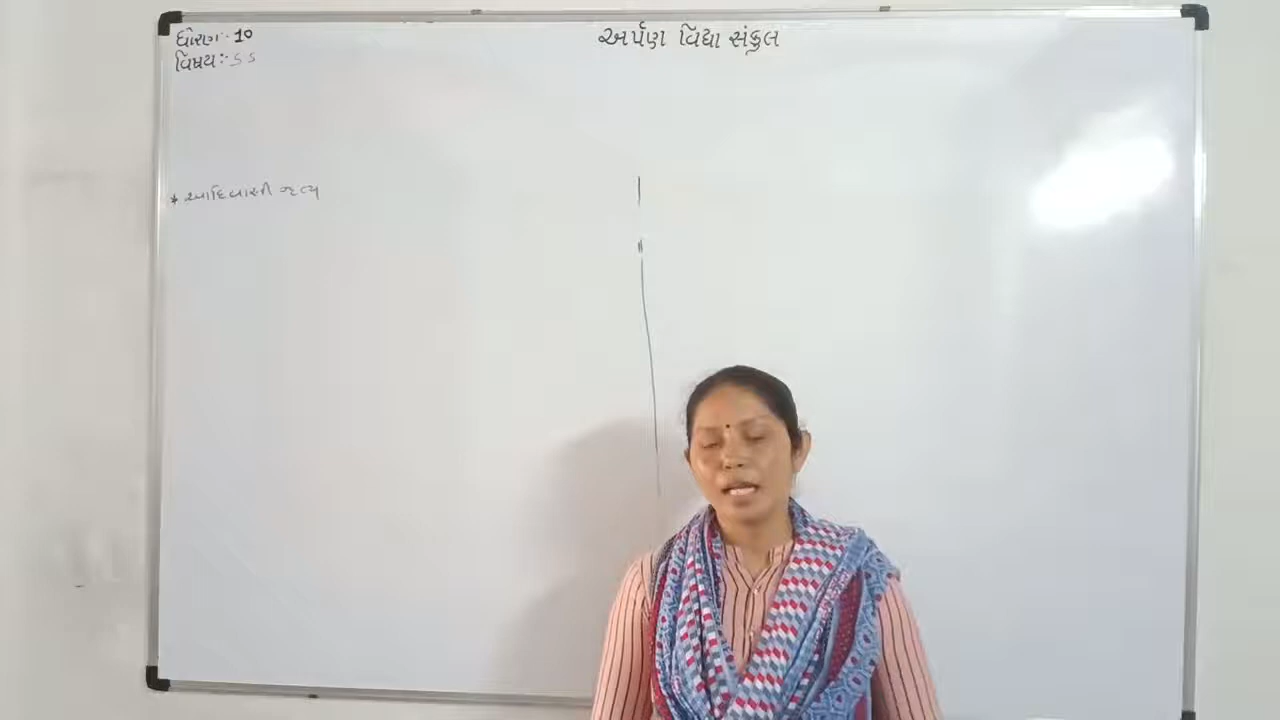 ધોરણ:- 10
વિષય:- SS
અર્પણ વિદ્યા સંકુલ
* આદિવાસી નૃત્ય